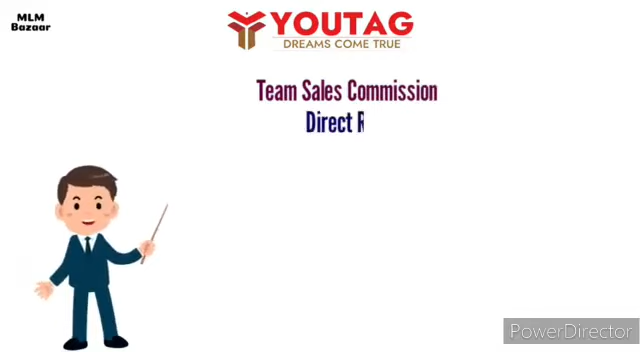 MLM
Bazaar
YOUTAG
DREAMS COME TRUE
Team Sales Commission
Direct R
PowerDirector